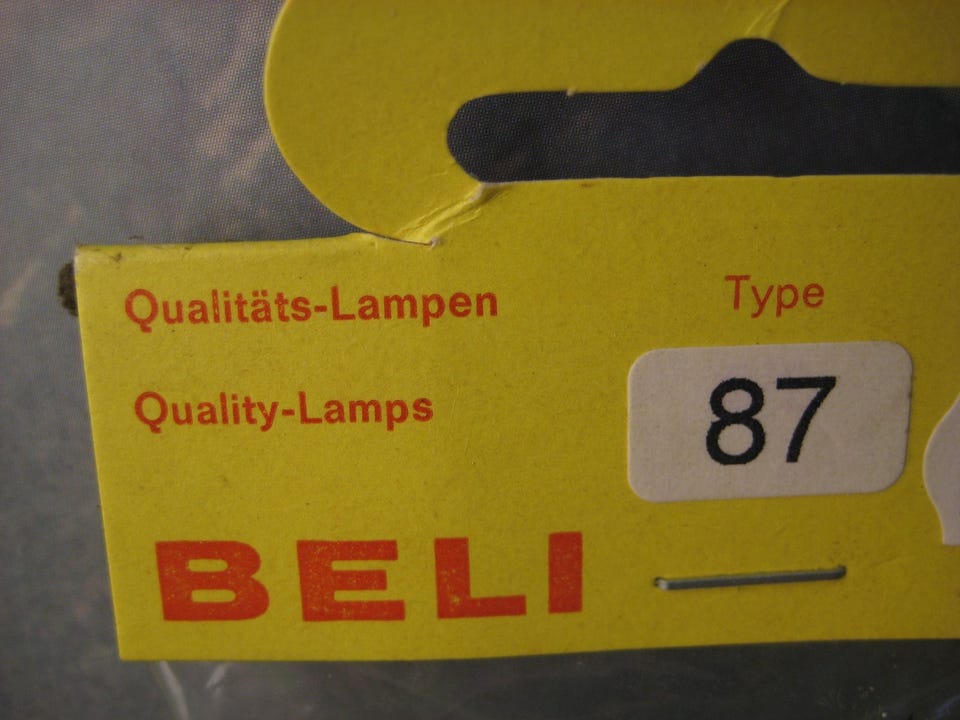 Qualitäts-Lampen
Quality-Lamps
Type
87
BELI